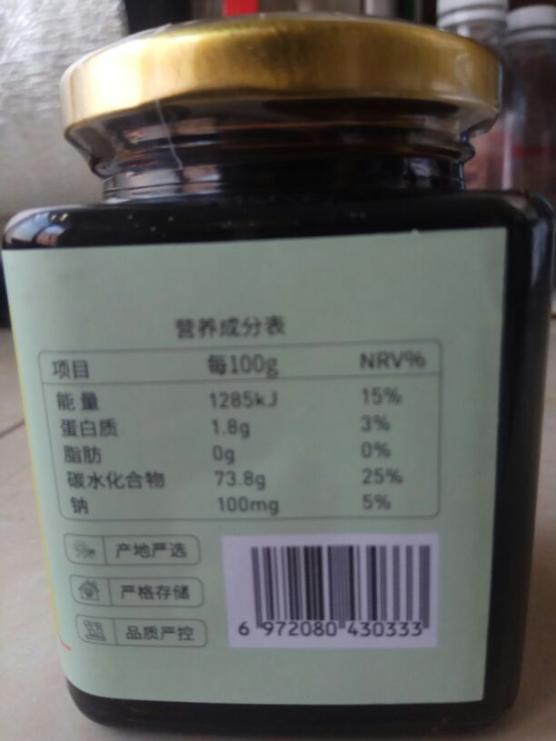 营养成分表
项目 每100g NRV%
能量 1285kJ 15%
蛋白质 1.8g 3%
脂肪 0g 0%
碳水化合物 73.8g 25%
钠 100mg 5%
产地严选
严格存储
品质严控
6 972080 430333